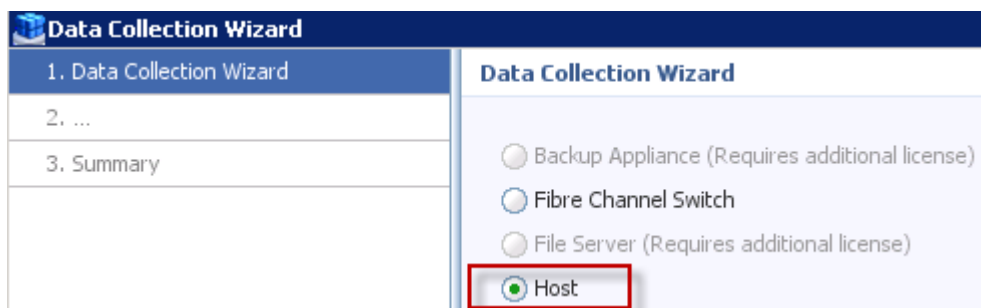 Data Collection Wizard
1. Data Collection Wizard
2. ...
3. Summary
Data Collection Wizard
Backup Appliance (Requires additional license)
Fibre Channel Switch
File Server (Requires additional license)
Host